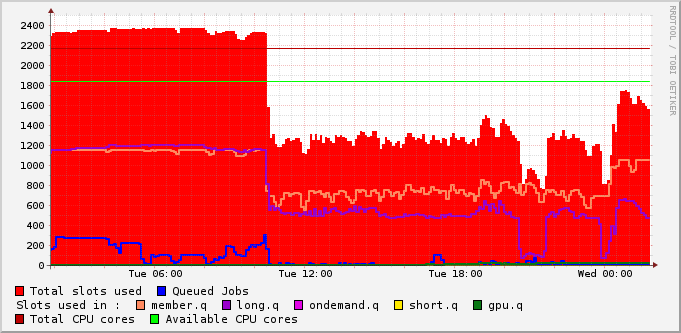 RRDTOOL / TOBI OETIKER
2400
2200
2000
1800
1600
1400
1200
1000
800
600
400
200
0
Tue 06:00 Tue 12:00 Tue 18:00 Wed 00:00
Total slots used Queued Jobs
Slots used in : member.q long.q ondemand.q short.q gpu.q
Total CPU cores Available CPU cores